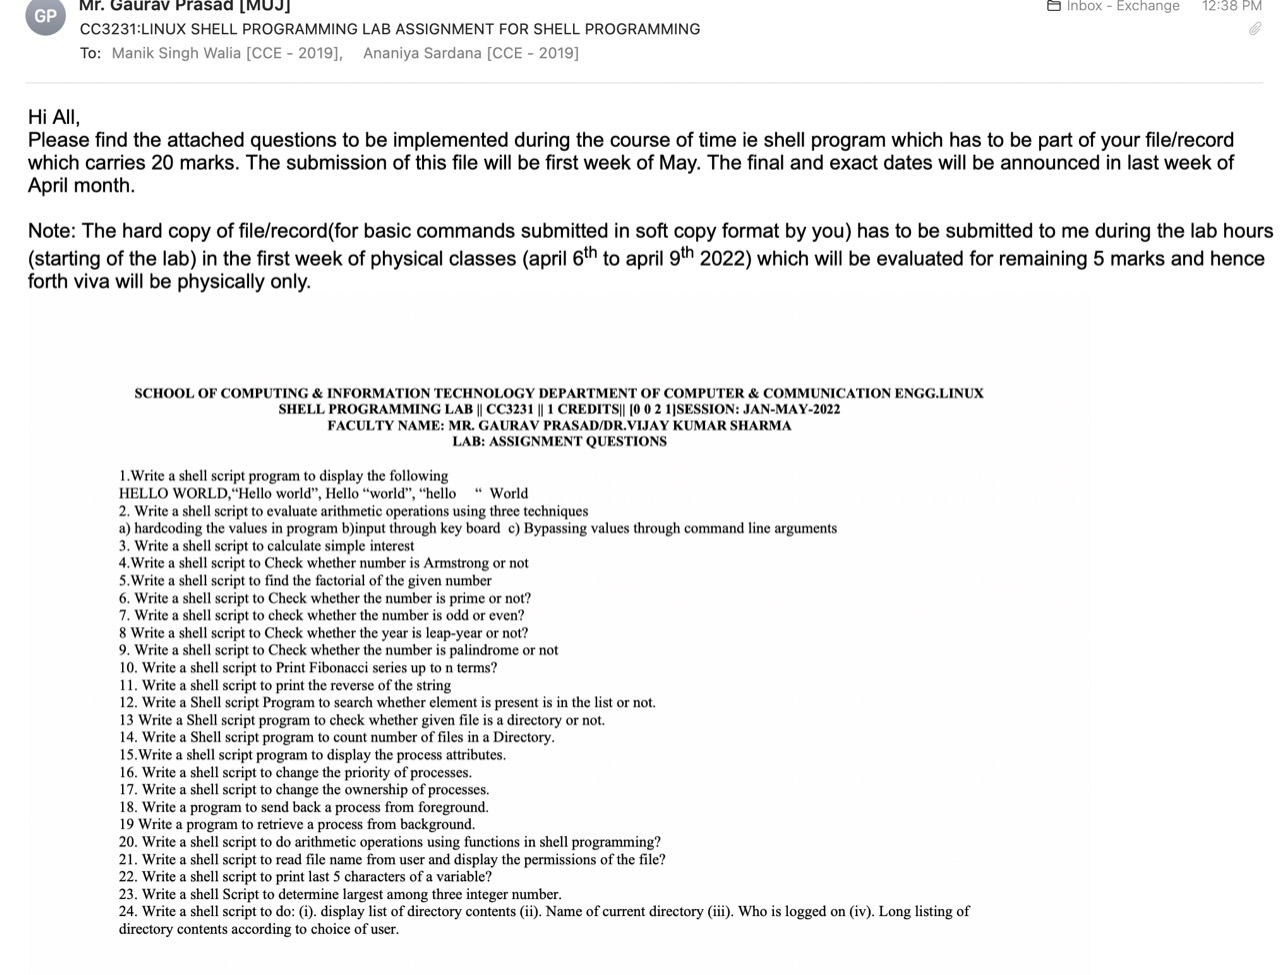 Mr. Gaurav Prasad [MUJ]
Inbox - Exchange 12:38 PM
GP
CC3231:LINUX SHELL PROGRAMMING LAB ASSIGNMENT FOR SHELL PROGRAMMING
To: Manik Singh Walia [CCE - 2019], Ananiya Sardana [CCE - 2019]
Hi All,
Please find the attached questions to be implemented during the course of time ie shell program which has to be part of your file/record
which carries 20 marks. The submission of this file will be first week of May. The final and exact dates will be announced in last week of
April month.
Note: The hard copy of file/record(for basic commands submitted in soft copy format by you) has to be submitted to me during the lab hours
(starting of the lab) in the first week of physical classes (april 6th to april 9th 2022) which will be evaluated for remaining 5 marks and hence
forth viva will be physically only.
SCHOOL OF COMPUTING & INFORMATION TECHNOLOGY DEPARTMENT OF COMPUTER & COMMUNICATION ENGG.LINUX
SHELL PROGRAMMING LAB || CC3231 || 1 CREDITS|| [0 0 2 1]SESSION: JAN-MAY-2022
FACULTY NAME: MR. GAURAV PRASAD/DR.VIJAY KUMAR SHARMA
LAB: ASSIGNMENT QUESTIONS
1.Write a shell script program to display the following
HELLO WORLD,“Hello world”, Hello “world”, “hello “ World
2. Write a shell script to evaluate arithmetic operations using three techniques
a) hardcoding the values in program b)input through key board c) Bypassing values through command line arguments
3. Write a shell script to calculate simple interest
4.Write a shell script to Check whether number is Armstrong or not
5.Write a shell script to find the factorial of the given number
6. Write a shell script to Check whether the number is prime or not?
7. Write a shell script to check whether the number is odd or even?
8 Write a shell script to Check whether the year is leap-year or not?
9. Write a shell script to Check whether the number is palindrome or not
10. Write a shell script to Print Fibonacci series up to n terms?
11. Write a shell script to print the reverse of the string
12. Write a Shell script Program to search whether element is present is in the list or not.
13 Write a Shell script program to check whether given file is a directory or not.
14. Write a Shell script program to count number of files in a Directory.
15.Write a shell script program to display the process attributes.
16. Write a shell script to change the priority of processes.
17. Write a shell script to change the ownership of processes.
18. Write a program to send back a process from foreground.
19 Write a program to retrieve a process from background.
20. Write a shell script to do arithmetic operations using functions in shell programming?
21. Write a shell script to read file name from user and display the permissions of the file?
22. Write a shell script to print last 5 characters of a variable?
23. Write a shell Script to determine largest among three integer number.
24. Write a shell script to do: (i). display list of directory contents (ii). Name of current directory (iii). Who is logged on (iv). Long listing of
directory contents according to choice of user.